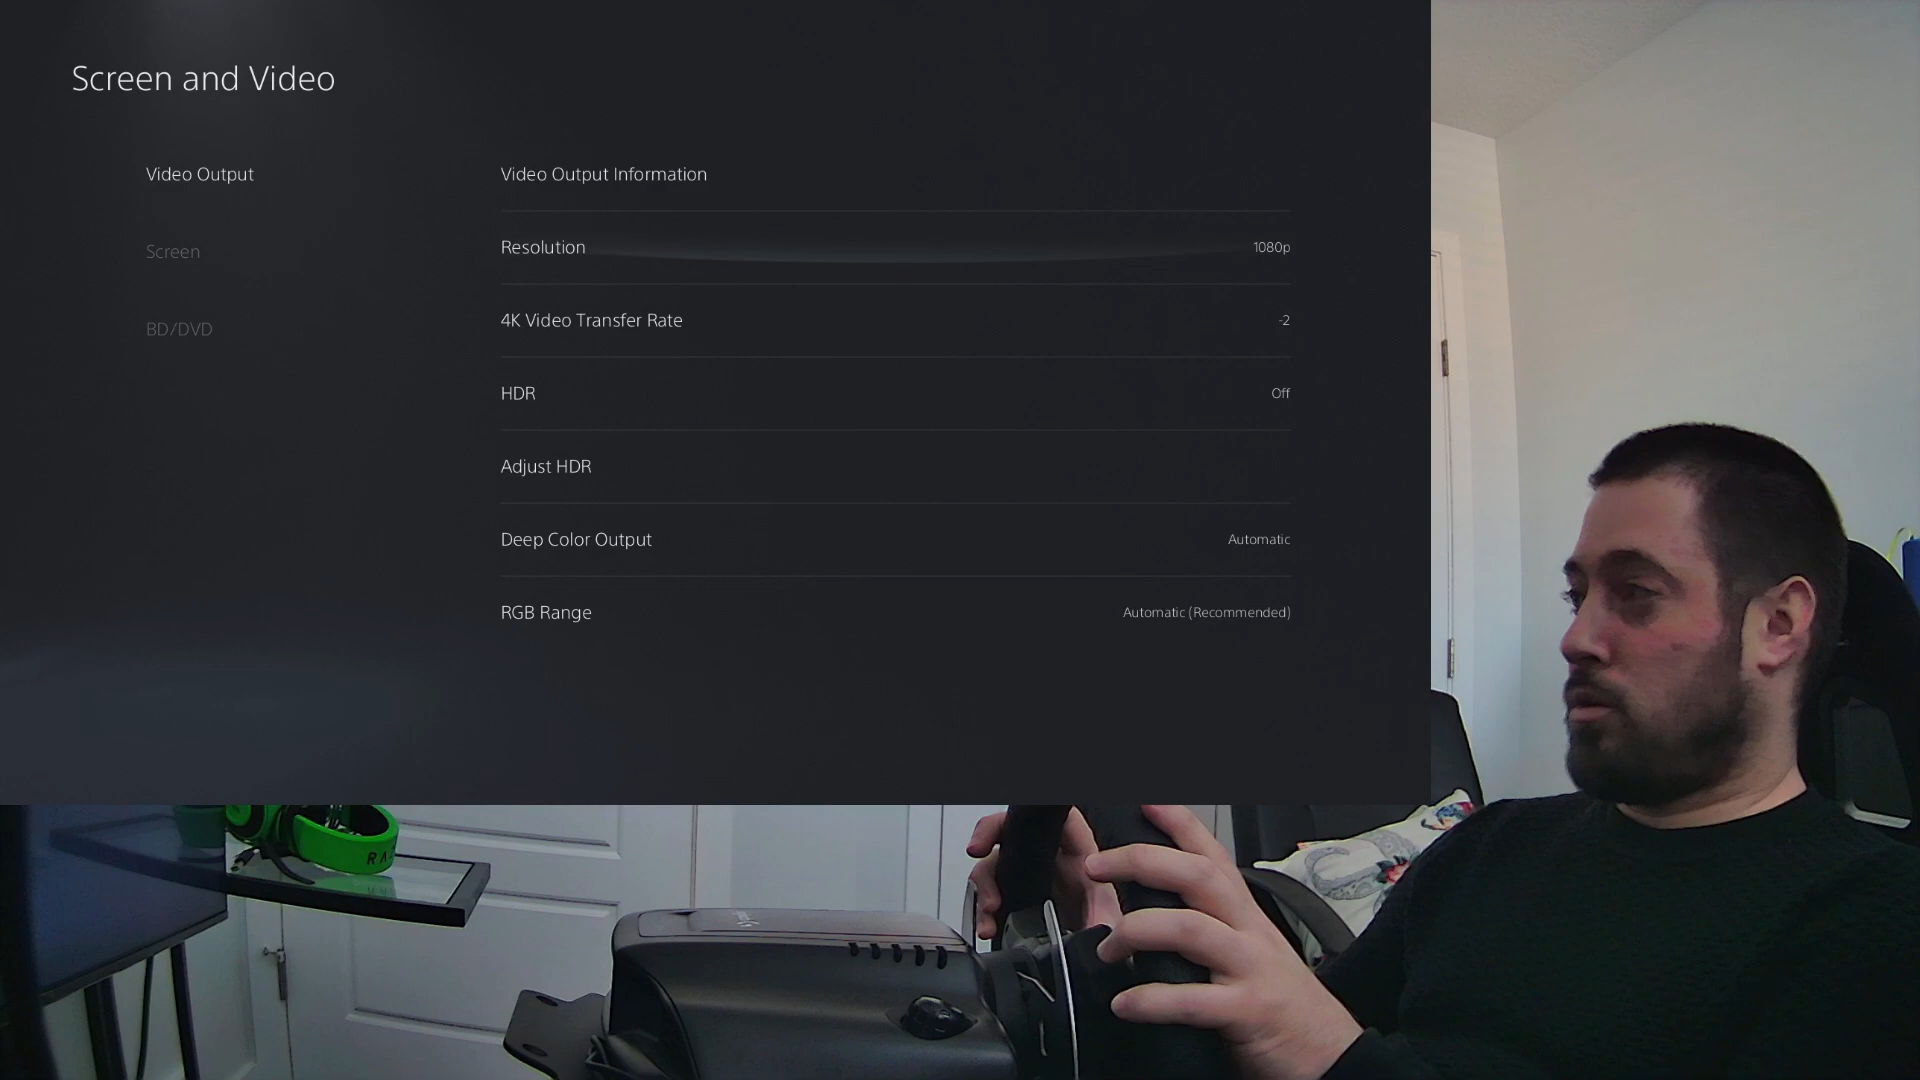 Screen and Video
Video Output
Screen
BD/DVD
Video Output Information
Resolution 1080p
4K Video Transfer Rate -2
HDR Off
Adjust HDR
Deep Color Output Automatic
RGB Range Automatic (Recommended)